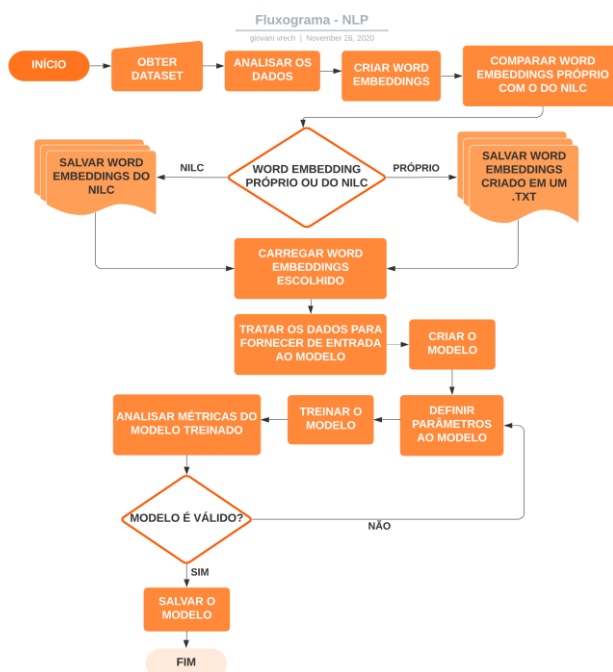 Fluxograma - NLP
giovani vrech | November 26, 2020
INÍCIO
OBTER
DATASET
ANALISAR OS
DADOS
CRIAR WORD
EMBEDDINGS
COMPARAR WORD
EMBEDDINGS PRÓPRIO
COM O DO NILC
SALVAR WORD
EMBEDDINGS DO
NILC
NILC
WORD EMBEDDING
PRÓPRIO OU DO NILC
PRÓPRIO
SALVAR WORD
EMBEDDINGS
CRIADO EM UM
.TXT
CARREGAR WORD
EMBEDDINGS
ESCOLHIDO
TRATAR OS DADOS PARA
FORNECER DE ENTRADA
AO MODELO
CRIAR O
MODELO
DEFINIR
PARÂMETROS
AO MODELO
TREINAR O
MODELO
ANALISAR MÉTRICAS DO
MODELO TREINADO
MODELO É VÁLIDO?
NÃO
SIM
SALVAR O
MODELO
FIM